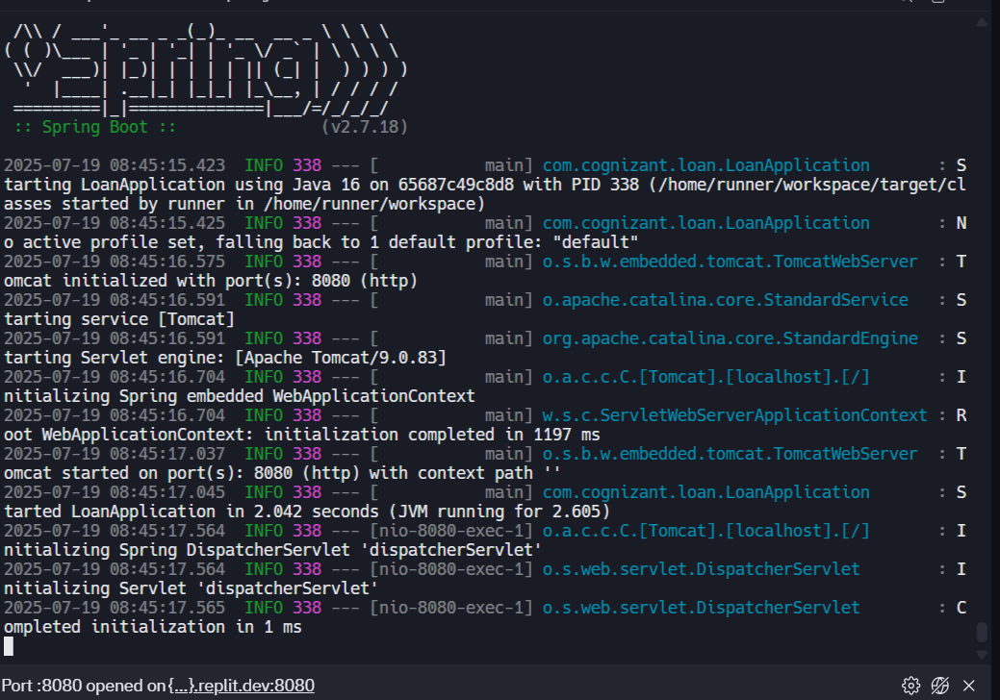 /\\ / ___'_ __ _ _(_)_ __  __ _ \ \ \ \
( ( )\___ | '_ | '_| | '_ \/ _` | \ \ \ \
 \\/  ___)| |_)| | | | | || (_| |  ) ) ) )
  '  |____| .__|_| |_|_| |_\__, | / / / /
 =========|_|==============|___/=/_/_/_/
 :: Spring Boot ::               (v2.7.18)
2025-07-19 08:45:15.423  INFO 338 --- [           main] com.cognizant.loan.LoanApplication       : S
tarting LoanApplication using Java 16 on 65687c49c8d8 with PID 338 (/home/runner/workspace/target/cl
asses started by runner in /home/runner/workspace)
2025-07-19 08:45:15.425  INFO 338 --- [           main] com.cognizant.loan.LoanApplication       : N
o active profile set, falling back to 1 default profile: "default"
2025-07-19 08:45:16.575  INFO 338 --- [           main] o.s.b.w.embedded.tomcat.TomcatWebServer  : T
omcat initialized with port(s): 8080 (http)
2025-07-19 08:45:16.591  INFO 338 --- [           main] o.apache.catalina.core.StandardService   : S
tarting service [Tomcat]
2025-07-19 08:45:16.591  INFO 338 --- [           main] org.apache.catalina.core.StandardEngine  : S
tarting Servlet engine: [Apache Tomcat/9.0.83]
2025-07-19 08:45:16.704  INFO 338 --- [           main] o.a.c.c.C.[Tomcat].[localhost].[/]       : I
nitializing Spring embedded WebApplicationContext
2025-07-19 08:45:16.704  INFO 338 --- [           main] w.s.c.ServletWebServerApplicationContext : R
oot WebApplicationContext: initialization completed in 1197 ms
2025-07-19 08:45:17.037  INFO 338 --- [           main] o.s.b.w.embedded.tomcat.TomcatWebServer  : T
omcat started on port(s): 8080 (http) with context path ''
2025-07-19 08:45:17.045  INFO 338 --- [           main] com.cognizant.loan.LoanApplication       : S
tarted LoanApplication in 2.042 seconds (JVM running for 2.605)
2025-07-19 08:45:17.564  INFO 338 --- [nio-8080-exec-1] o.a.c.c.C.[Tomcat].[localhost].[/]       : I
nitializing Spring DispatcherServlet 'dispatcherServlet'
2025-07-19 08:45:17.564  INFO 338 --- [nio-8080-exec-1] o.s.web.servlet.DispatcherServlet        : I
nitializing Servlet 'dispatcherServlet'
2025-07-19 08:45:17.565  INFO 338 --- [nio-8080-exec-1] o.s.web.servlet.DispatcherServlet        : C
ompleted initialization in 1 ms
Port :8080 opened on {...}.replit.dev:8080